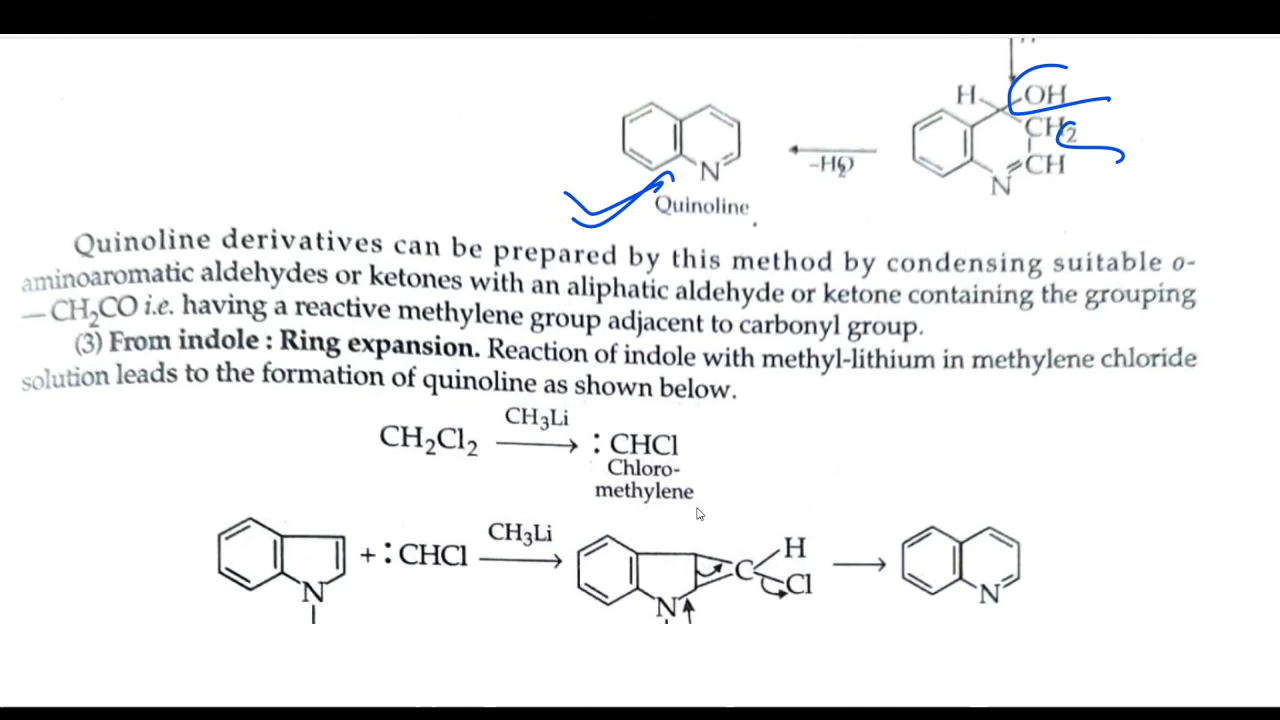 H OH
CH2
CH
N
–H2O
N
Quinoline
Quinoline derivatives can be prepared by this method by condensing suitable o-
aminoaromatic aldehydes or ketones with an aliphatic aldehyde or ketone containing the grouping
—CH2CO i.e. having a reactive methylene group adjacent to carbonyl group.
(3) From indole : Ring expansion. Reaction of indole with methyl-lithium in methylene chloride
solution leads to the formation of quinoline as shown below.
CH2Cl2 CH3Li : CHCl
Chloro-
methylene
N + : CHCl CH3Li N C H Cl N